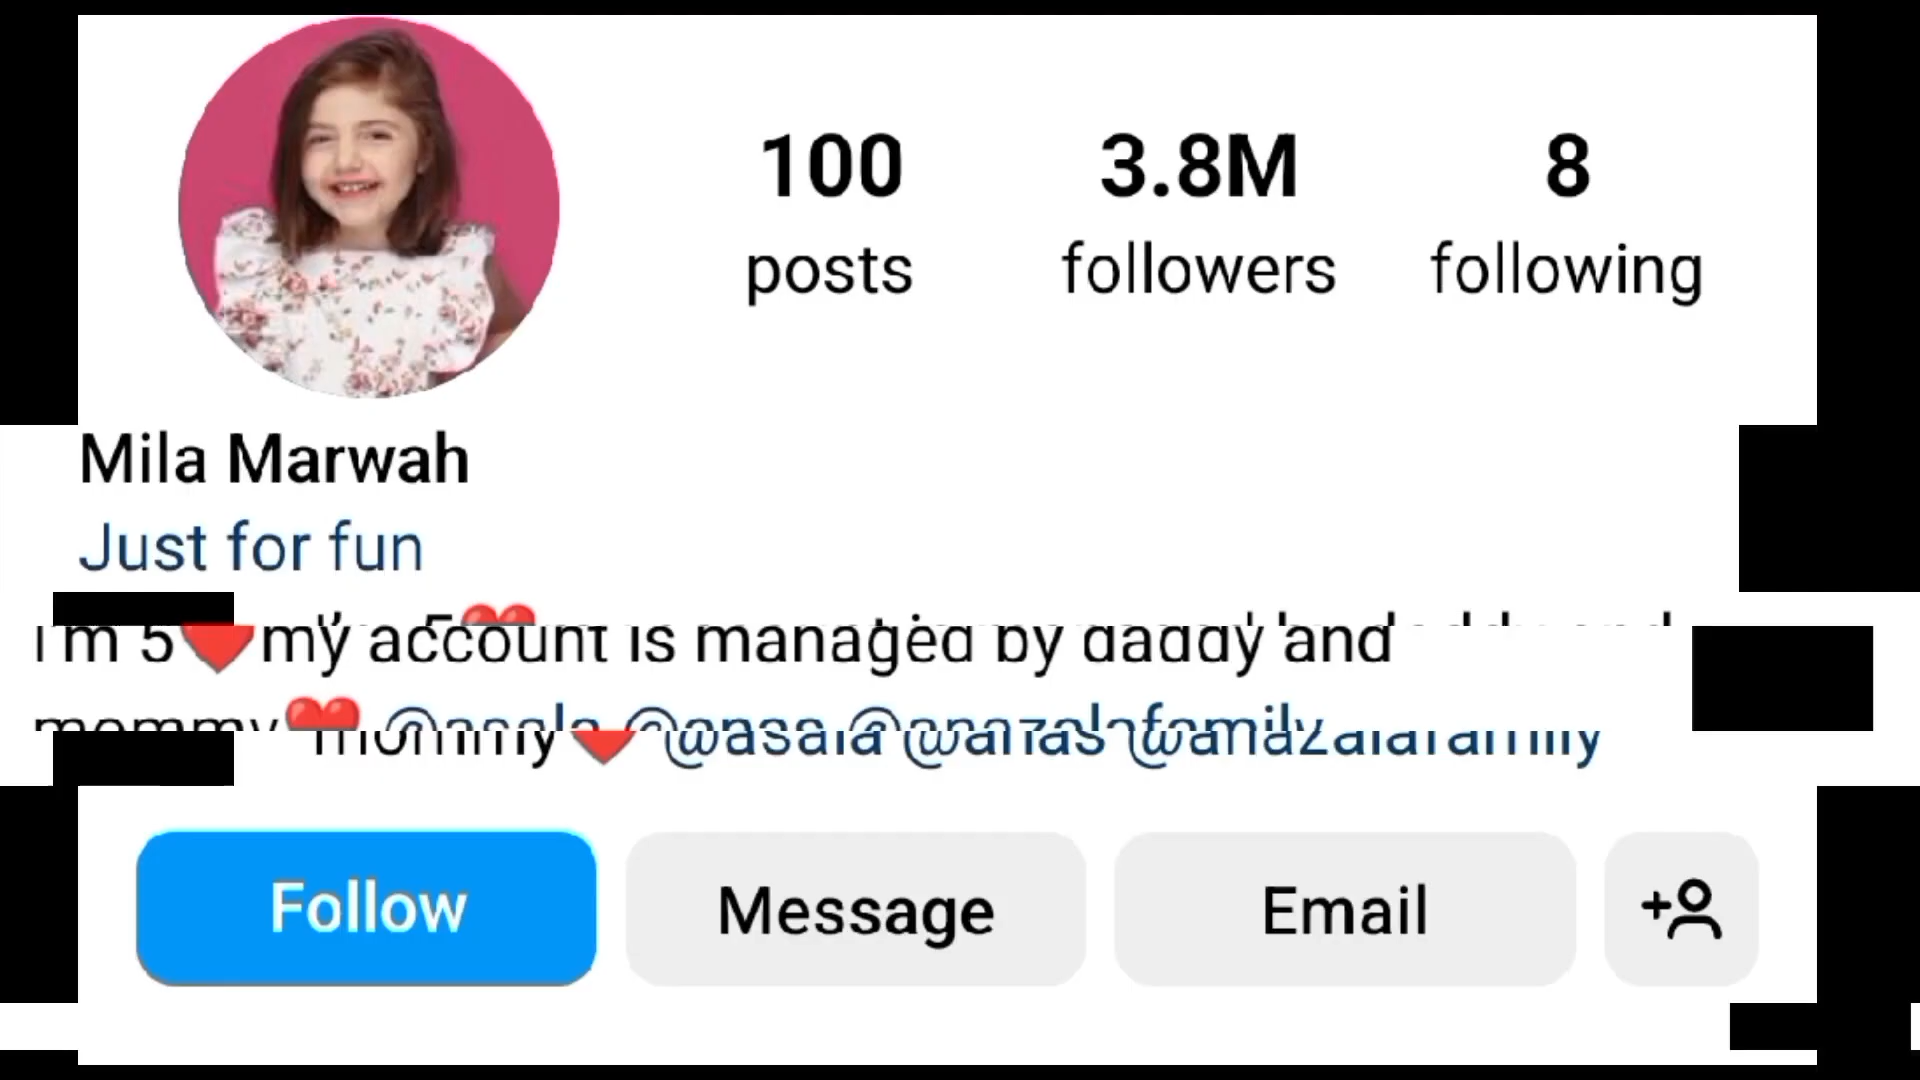 100 3.8M 8
posts followers following
Mila Marwah
Just for fun
I'm 5❤️my account is managed by daddy and
mommy❤️@asala @anas @anazalafamily
Follow Message Email